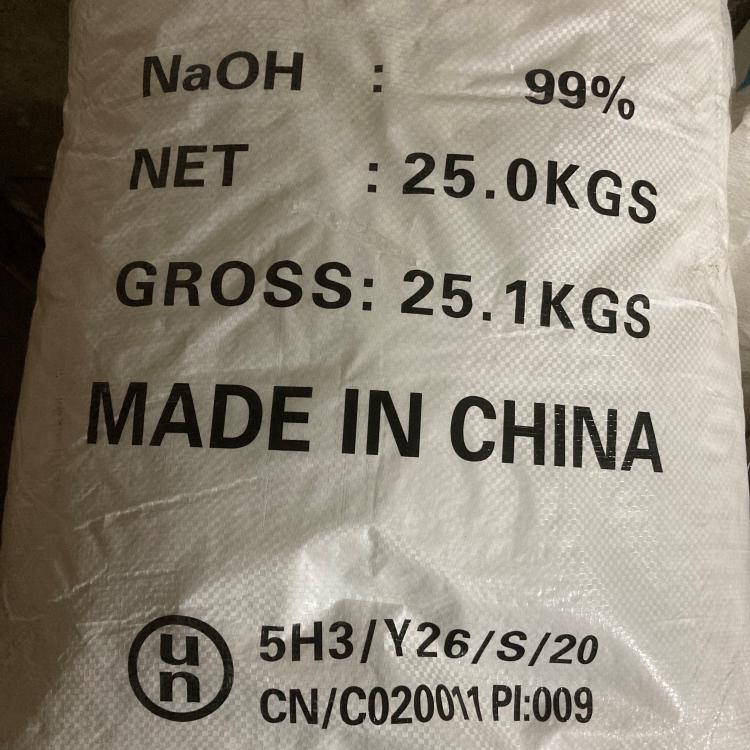 NaOH : 99%
NET : 25.0KGS
GROSS: 25.1KGS
MADE IN CHINA
un
5H3/Y26/S/20
CN/C020011 PI:009